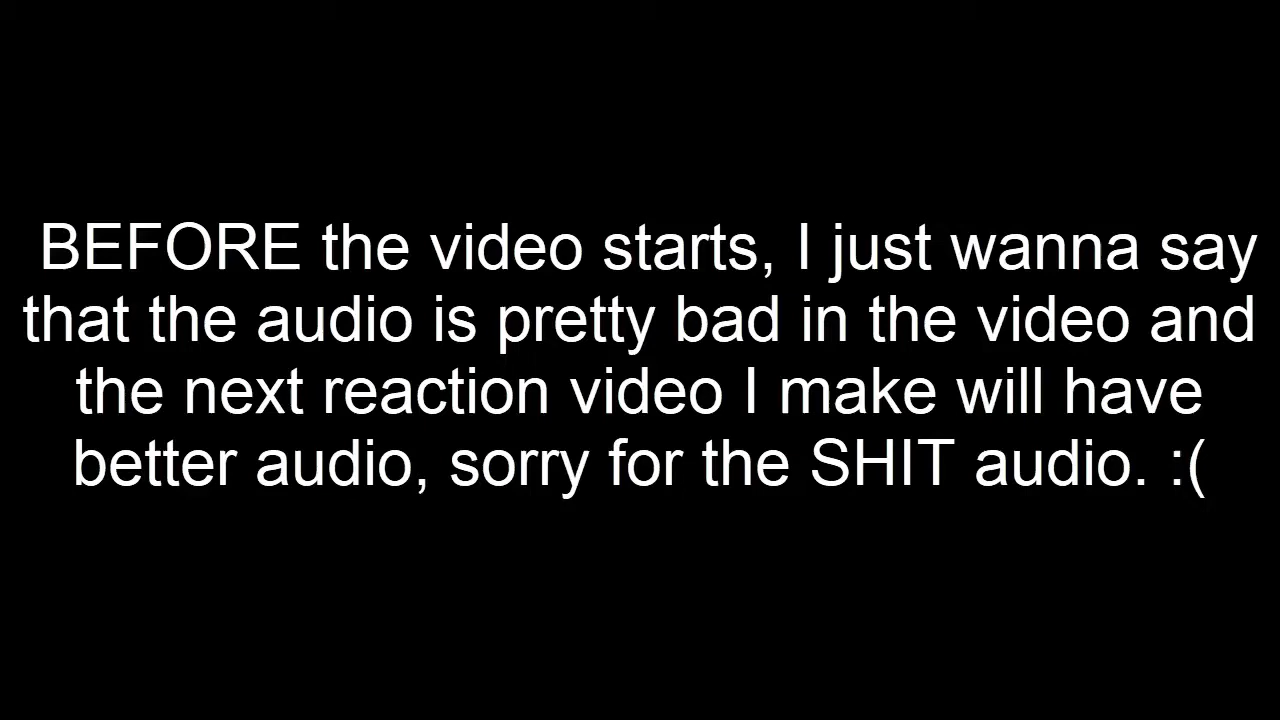 BEFORE the video starts, I just wanna say
that the audio is pretty bad in the video and
the next reaction video I make will have
better audio, sorry for the SHIT audio. :(